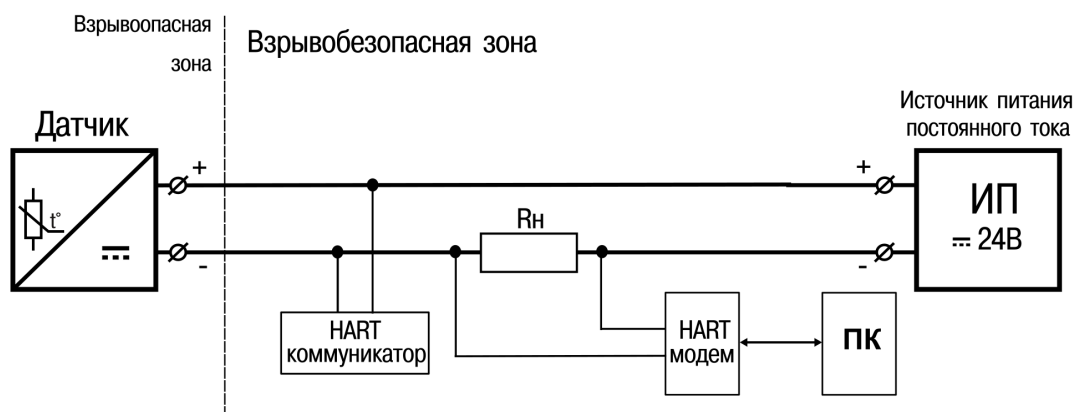 Взрывоопасная
зона
Взрывобезопасная зона
Датчик
t°
+
-
Rн
HART
коммуникатор
HART
модем
ПК
Источник питания
постоянного тока
+
-
ИП
24В